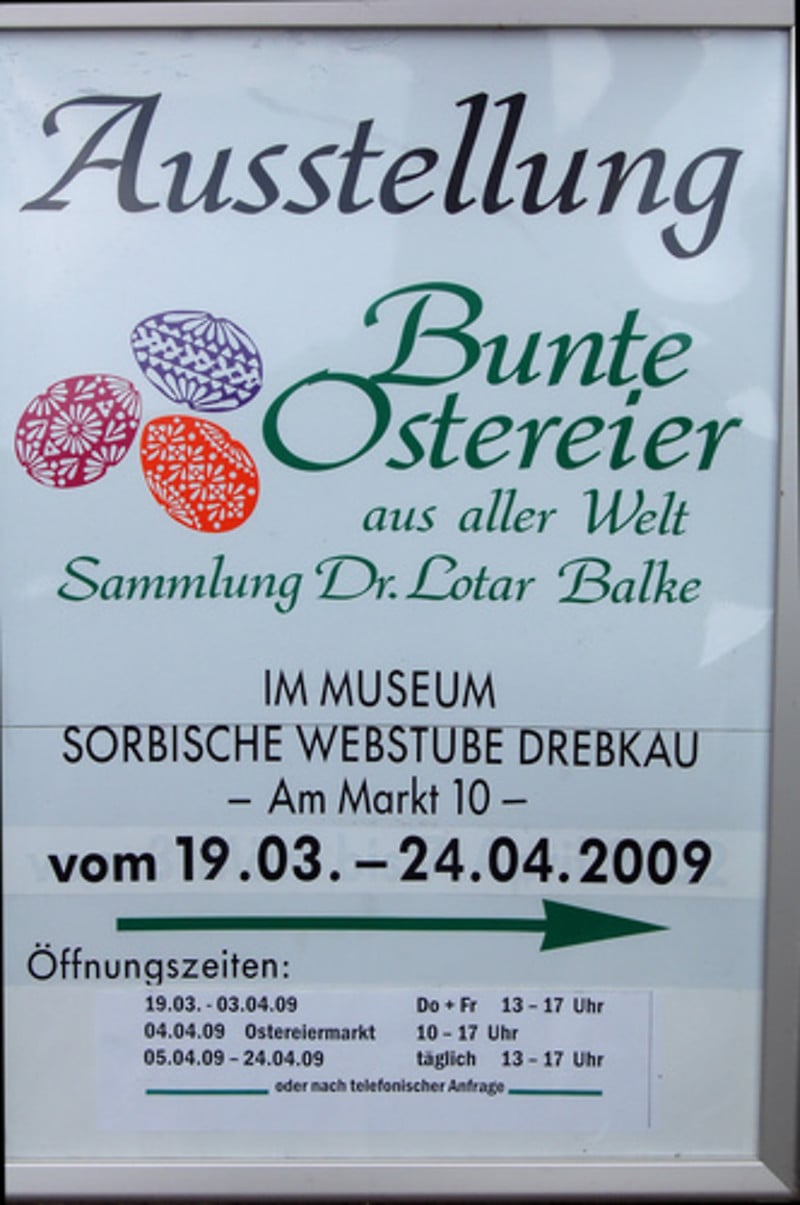 Ausstellung
Bunte
Ostereier
aus aller Welt
Sammlung Dr. Lotar Balke
IM MUSEUM
SORBISCHE WEBSTUBE DREBKAU
– Am Markt 10 –
vom 19.03. – 24.04.2009
Öffnungszeiten:
19.03. - 03.04.09 Do + Fr 13 – 17 Uhr
04.04.09 Ostereiermarkt 10 – 17 Uhr
05.04.09 – 24.04.09 täglich 13 – 17 Uhr
oder nach telefonischer Anfrage